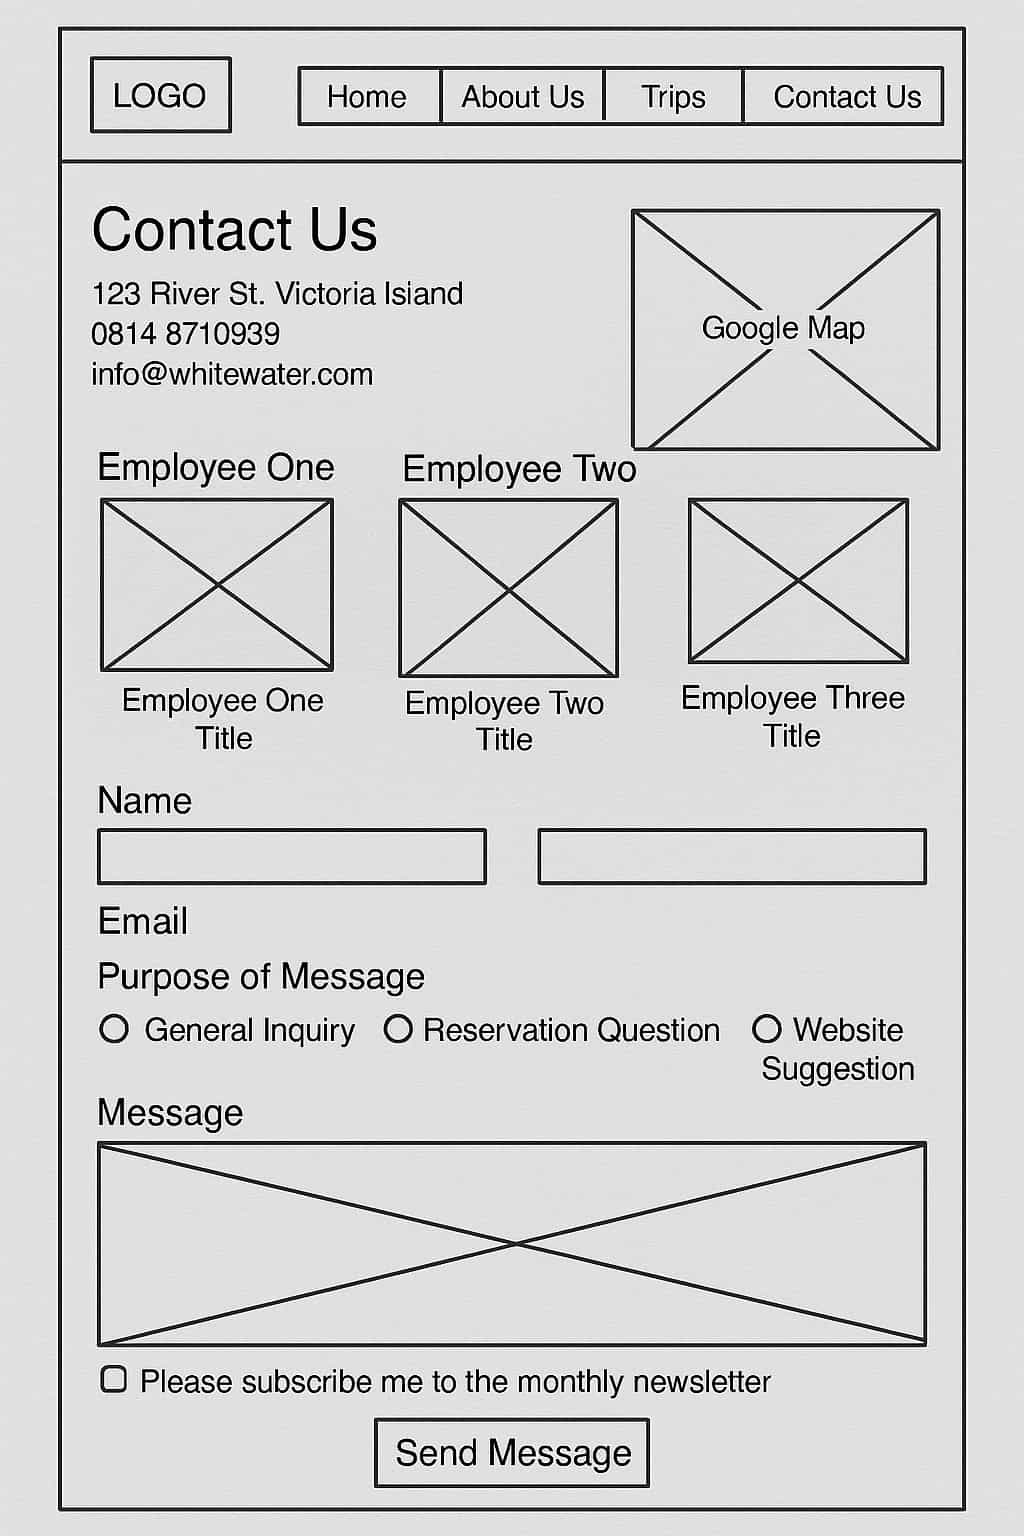 LOGO
Home
About Us
Trips
Contact Us
Contact Us
123 River St. Victoria Island
0814 8710939
info@whitewater.com
Google Map
Employee One
Employee Two
Employee One
Title
Employee Two
Title
Employee Three
Title
Name
Email
Purpose of Message
General Inquiry
Reservation Question
Website
Suggestion
Message
Please subscribe me to the monthly newsletter
Send Message